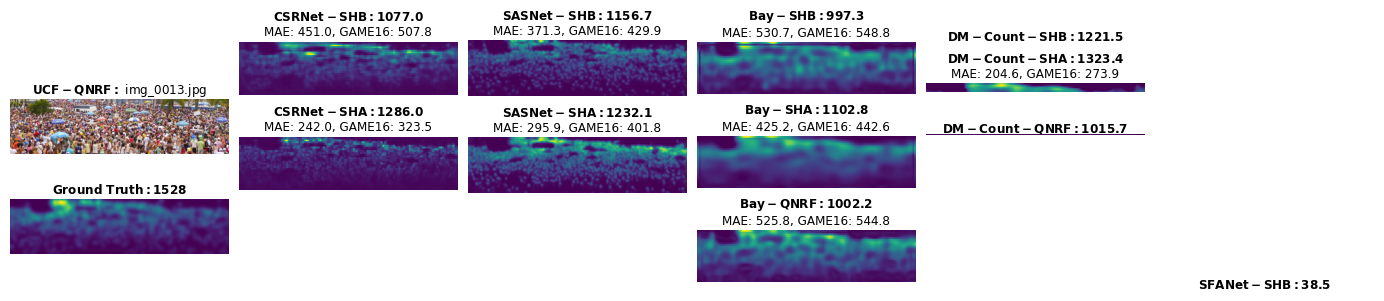 UCF − QNRF : img_0013.jpg
Ground Truth : 1528
CSRNet − SHB : 1077.0
MAE: 451.0, GAME16: 507.8
CSRNet − SHA : 1286.0
MAE: 242.0, GAME16: 323.5
SASNet − SHB : 1156.7
MAE: 371.3, GAME16: 429.9
SASNet − SHA : 1232.1
MAE: 295.9, GAME16: 401.8
Bay − SHB : 997.3
MAE: 530.7, GAME16: 548.8
Bay − SHA : 1102.8
MAE: 425.2, GAME16: 442.6
Bay − QNRF : 1002.2
MAE: 525.8, GAME16: 544.8
DM − Count − SHB : 1221.5
DM − Count − SHA : 1323.4
MAE: 204.6, GAME16: 273.9
DM − Count − QNRF : 1015.7
SFANet − SHB : 38.5